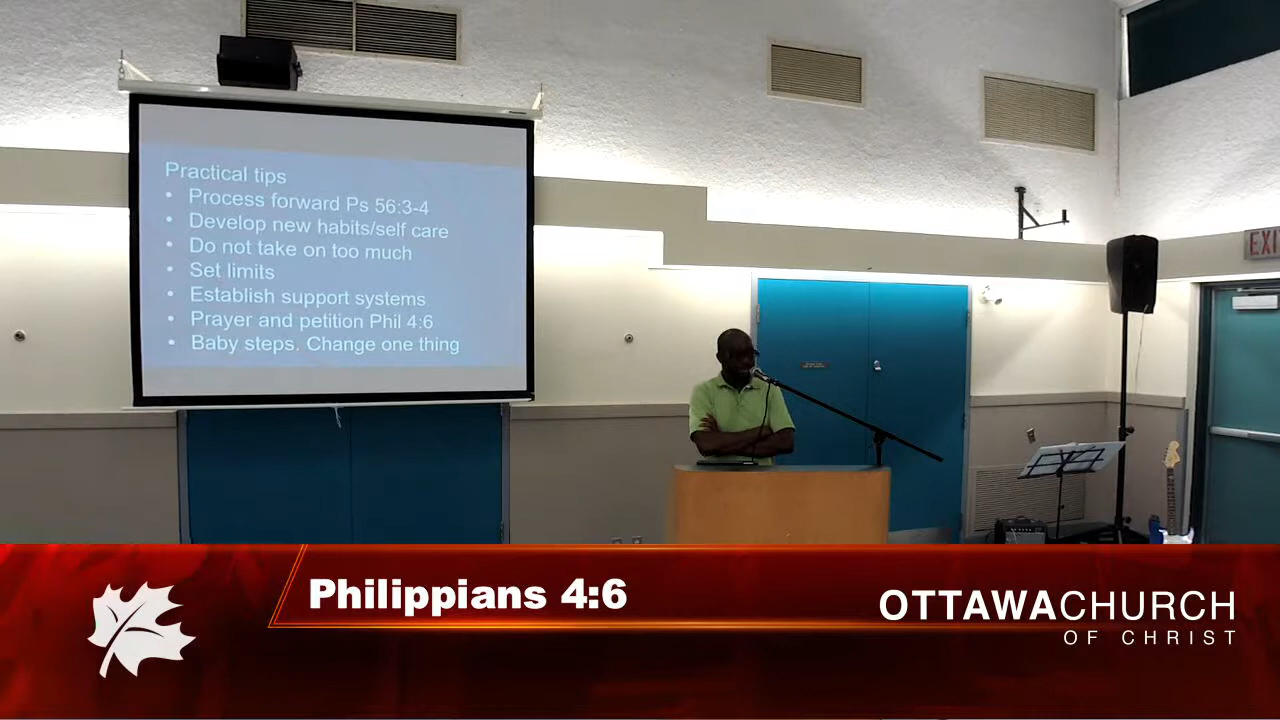 Practical tips
• Process forward Ps 56:3-4
• Develop new habits/self care
• Do not take on too much
• Set limits
• Establish support systems
• Prayer and petition Phil 4:6
• Baby steps. Change one thing
EXI
Philippians 4:6
OTTAWACHURCH
OF CHRIST